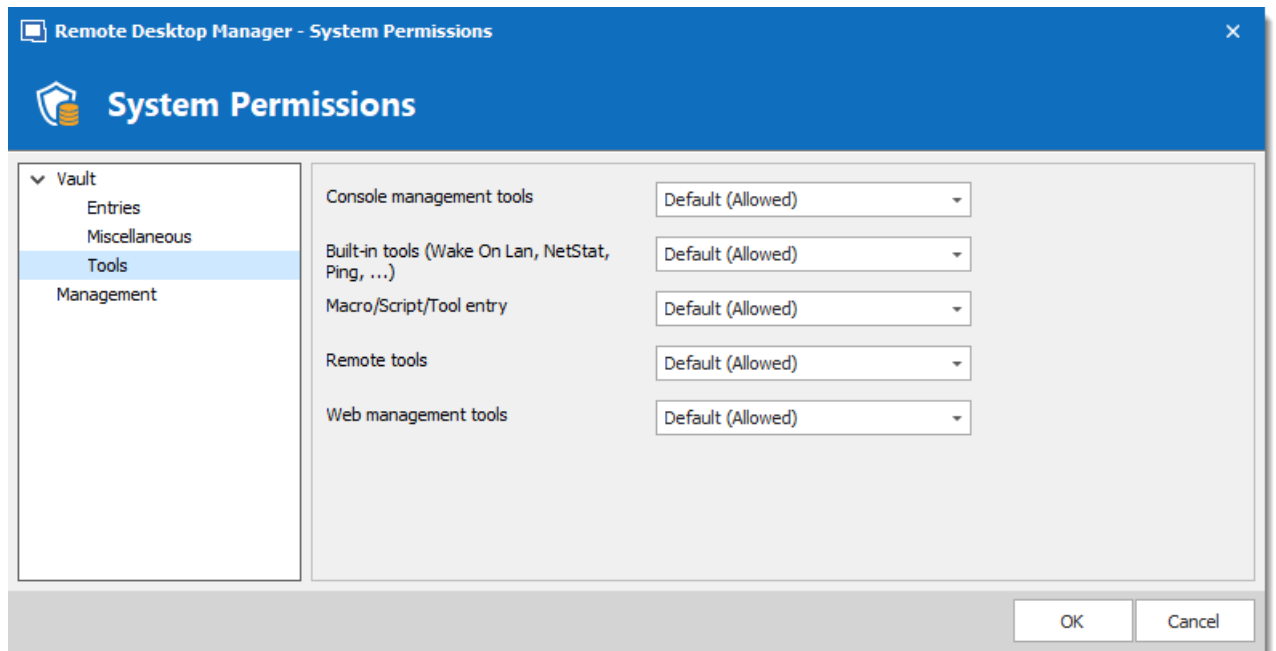 Remote Desktop Manager - System Permissions
System Permissions
Vault
Entries
Miscellaneous
Tools
Management
Console management tools
Default (Allowed)
Built-in tools (Wake On Lan, NetStat,
Ping, ...)
Default (Allowed)
Macro/Script/Tool entry
Default (Allowed)
Remote tools
Default (Allowed)
Web management tools
Default (Allowed)
OK
Cancel